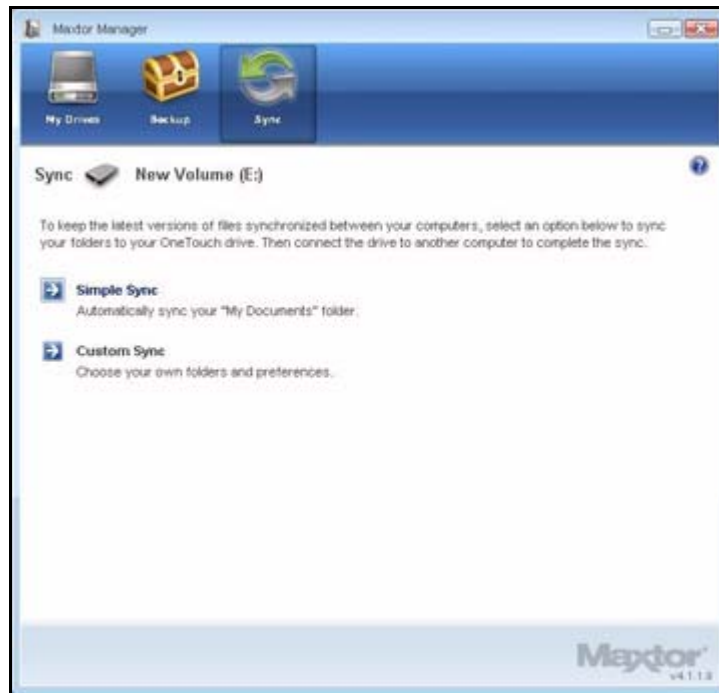 Maxtor Manager
My Drives Backup Sync
Sync New Volume (E:)
To keep the latest versions of files synchronized between your computers, select an option below to sync
your folders to your OneTouch drive. Then connect the drive to another computer to complete the sync.
Simple Sync
Automatically sync your "My Documents" folder.
Custom Sync
Choose your own folders and preferences.
Maxtor